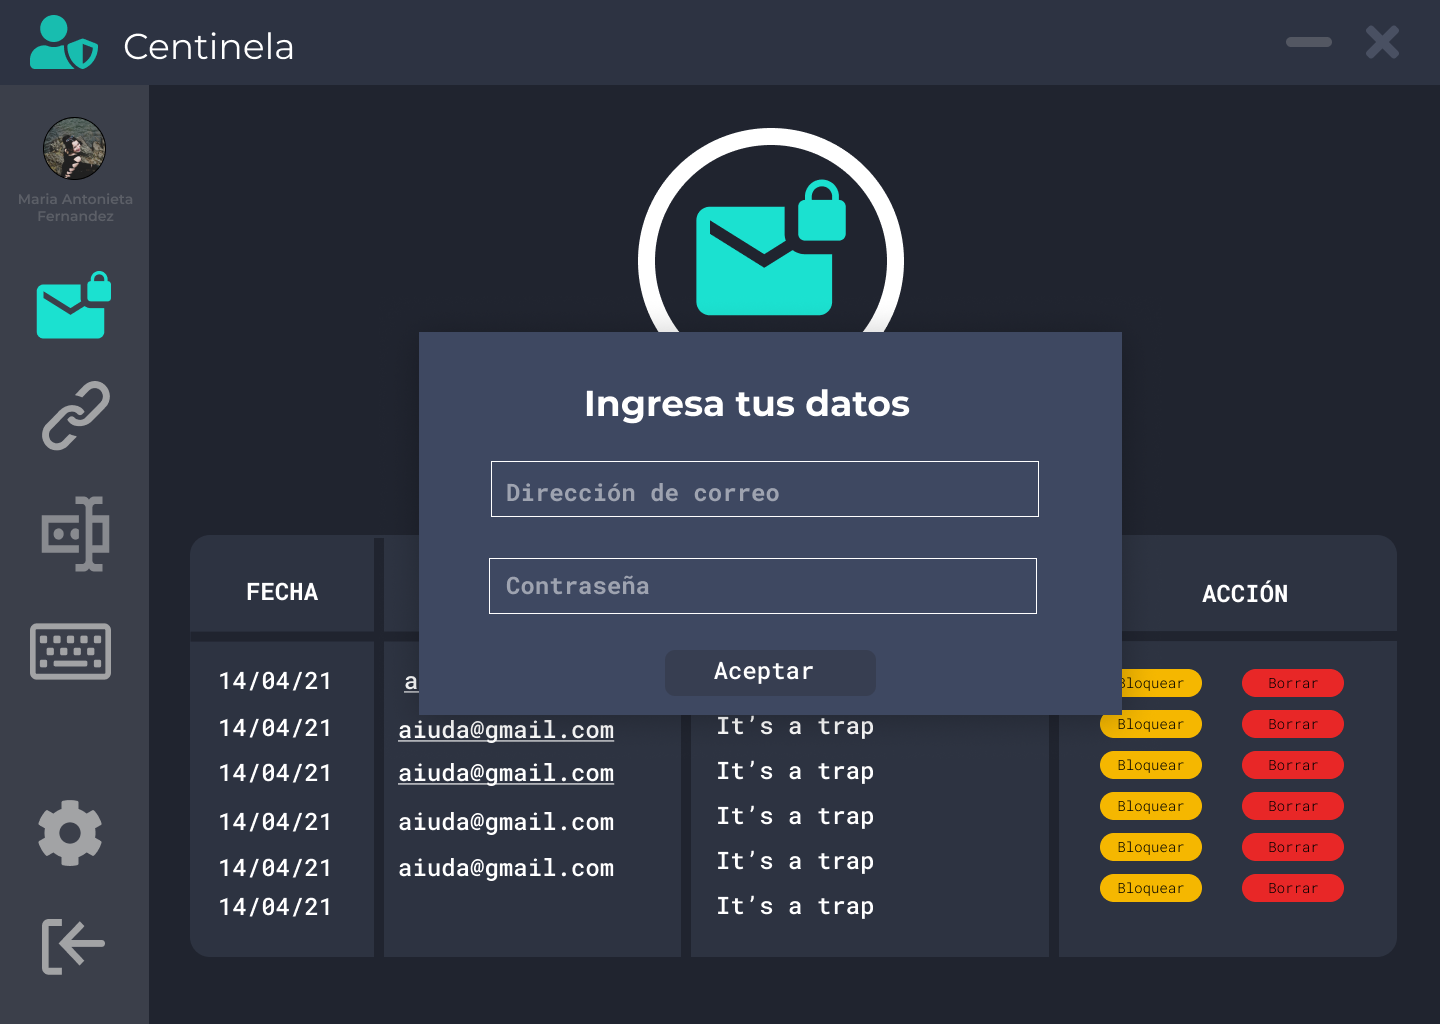 Centinela
Maria Antonieta
Fernandez
Ingresa tus datos
Dirección de correo
Contraseña
Aceptar
FECHA
ACCIÓN
14/04/21 a Bloquear Borrar
14/04/21 aiuda@gmail.com It’s a trap Bloquear Borrar
14/04/21 aiuda@gmail.com It’s a trap Bloquear Borrar
14/04/21 aiuda@gmail.com It’s a trap Bloquear Borrar
14/04/21 aiuda@gmail.com It’s a trap Bloquear Borrar
14/04/21 It’s a trap Bloquear Borrar